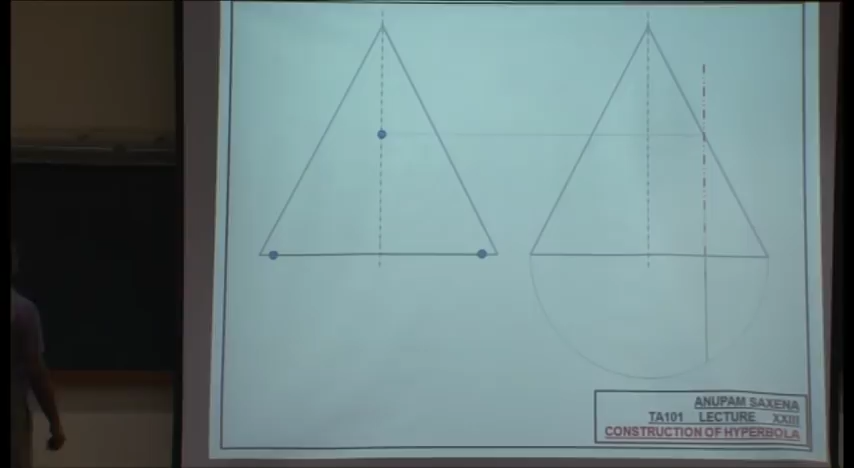 ANUPAM SAXENA
TA101 LECTURE XXIII
CONSTRUCTION OF HYPERBOLA